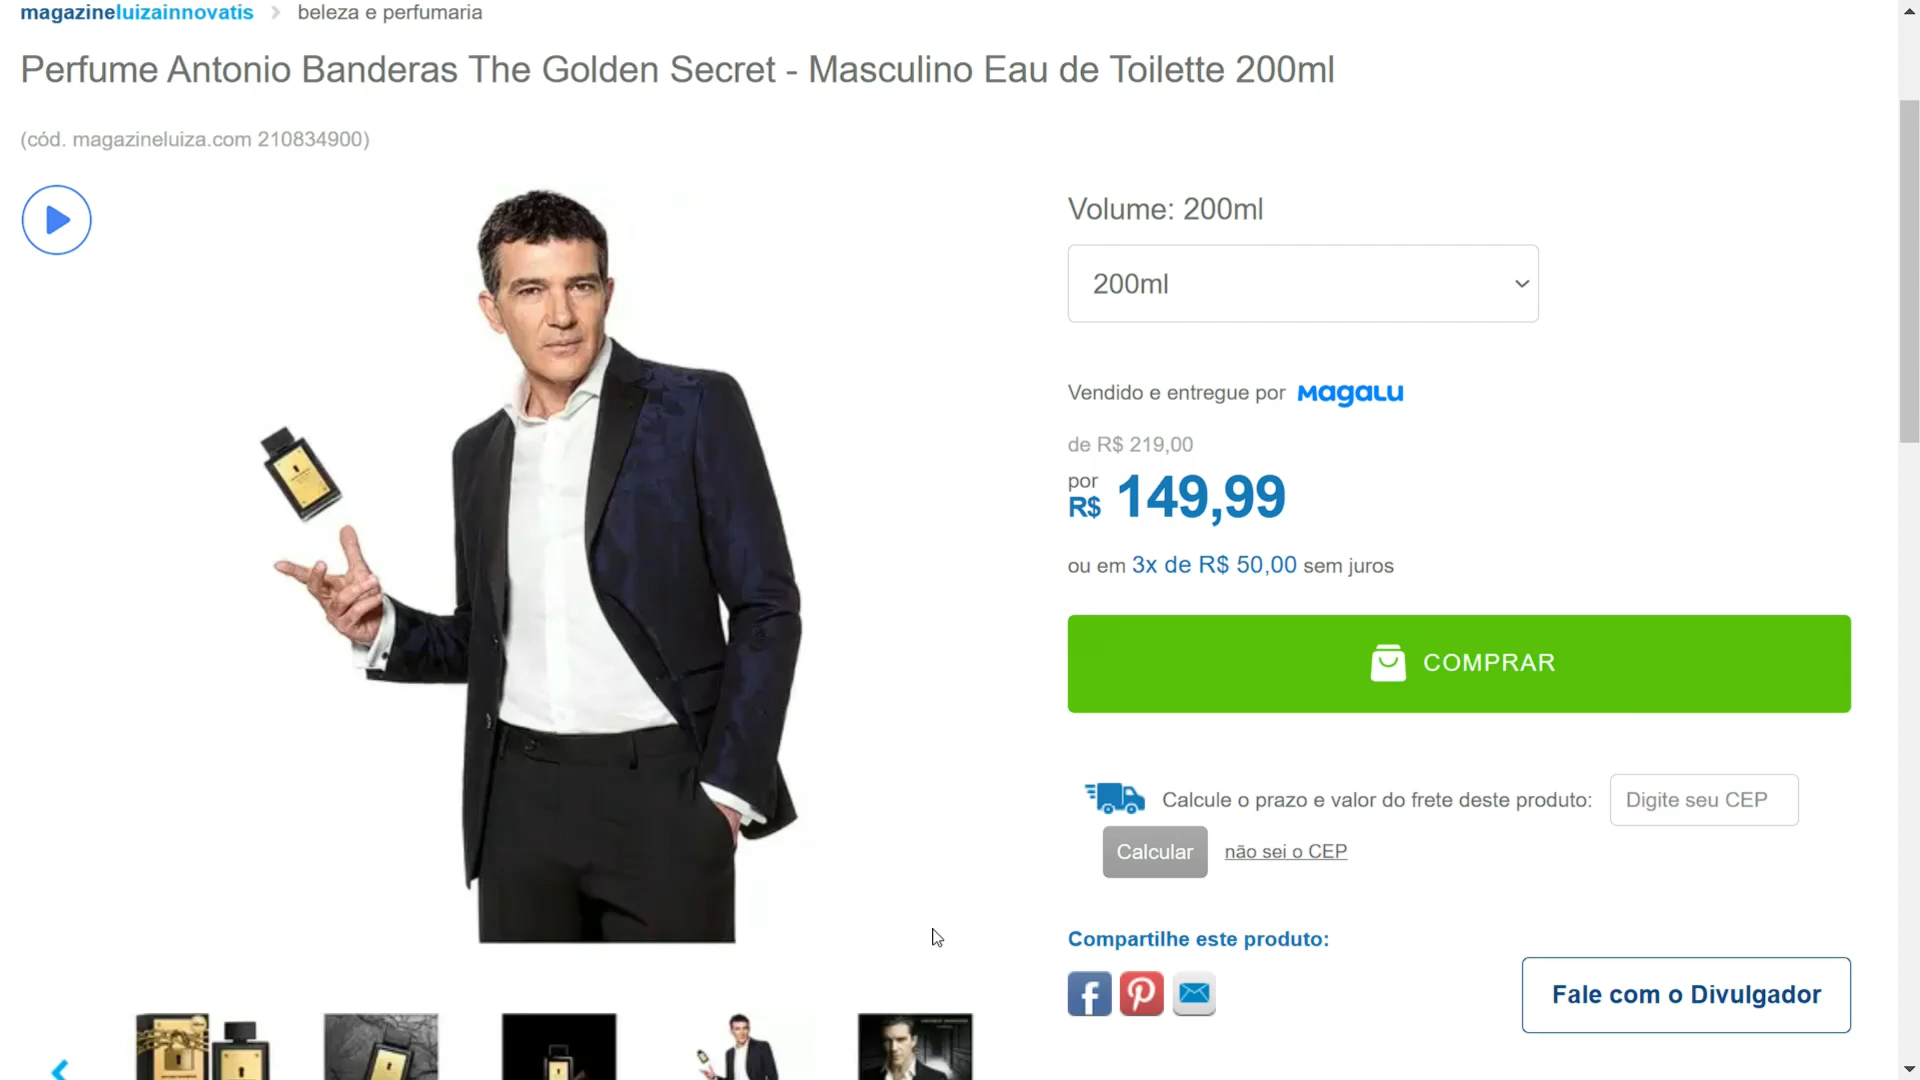 magazineluizainnovatis > beleza e perfumaria
Perfume Antonio Banderas The Golden Secret - Masculino Eau de Toilette 200ml
(cód. magazineluiza.com 210834900)
Volume: 200ml
200ml
Vendido e entregue por Magalu
de R$ 219,00
por
R$ 149,99
ou em 3x de R$ 50,00 sem juros
COMPRAR
Calcule o prazo e valor do frete deste produto: Digite seu CEP
Calcular não sei o CEP
Compartilhe este produto:
Fale com o Divulgador